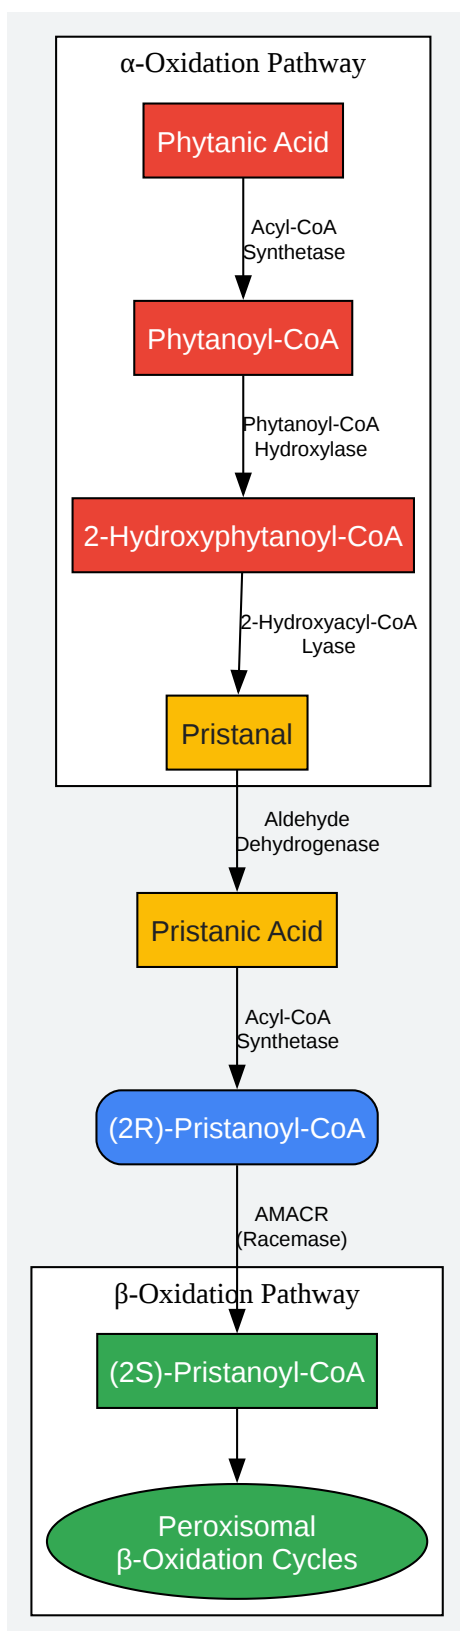 α-Oxidation Pathway
Phytanic Acid
Acyl-CoA
Synthetase
Phytanoyl-CoA
Phytanoyl-CoA
Hydroxylase
2-Hydroxyphytanoyl-CoA
2-Hydroxyacyl-CoA
Lyase
Pristanal
Aldehyde
Dehydrogenase
Pristanic Acid
Acyl-CoA
Synthetase
(2R)-Pristanoyl-CoA
AMACR
(Racemase)
β-Oxidation Pathway
(2S)-Pristanoyl-CoA
Peroxisomal
β-Oxidation Cycles